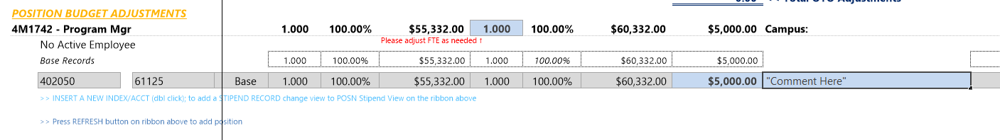 0.00 << Total OTO Adjustments
POSITION BUDGET ADJUSTMENTS
4M1742 - Program Mgr 1.000 100.00% $55,332.00 1.000 100.00% $60,332.00 $5,000.00 Campus:
No Active Employee Please adjust FTE as needed ↑
Base Records 1.000 100.00% $55,332.00 1.000 100.00% $60,332.00 $5,000.00
402050 61125 Base 1.000 100.00% $55,332.00 1.000 100.00% $60,332.00 $5,000.00 "Comment Here"
>> INSERT A NEW INDEX/ACCT (dbl click); to add a STIPEND RECORD change view to POSN Stipend View on the ribbon above
>> Press REFRESH button on ribbon above to add position